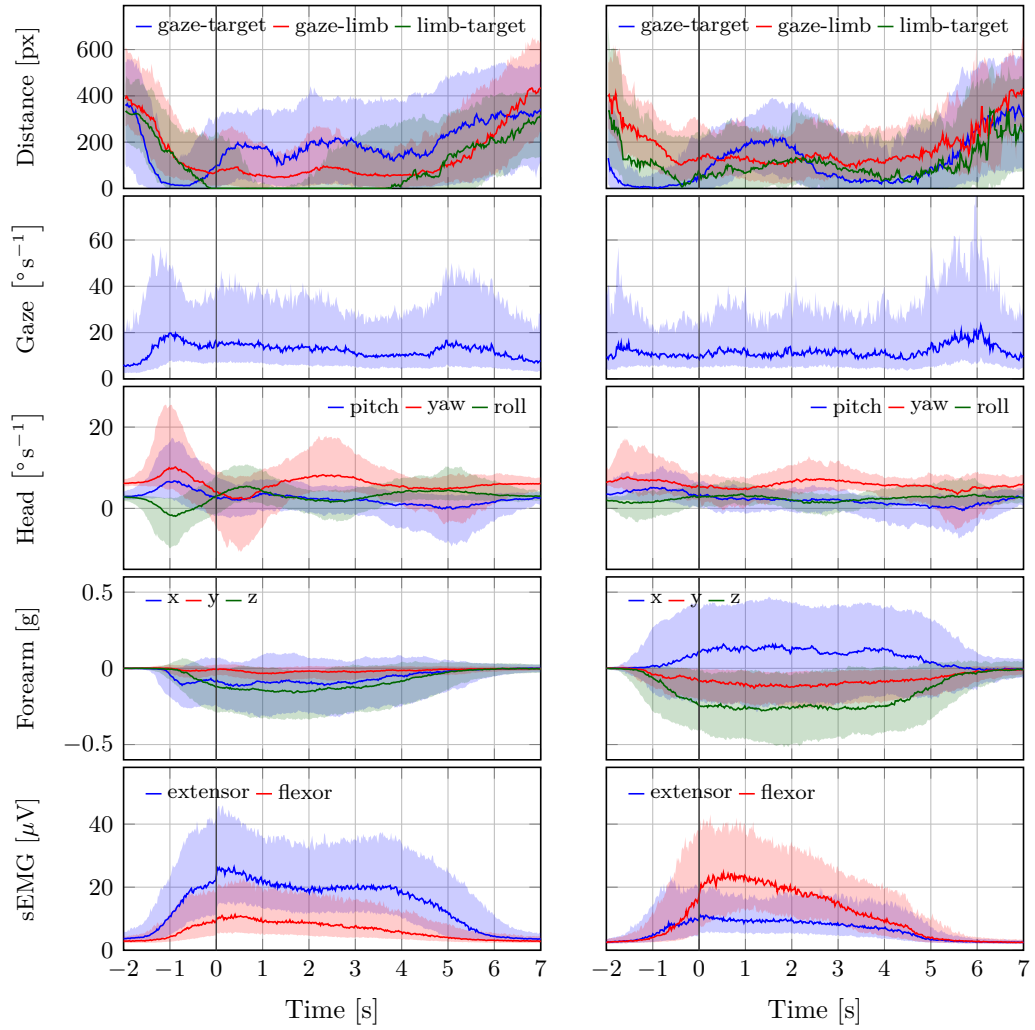 gaze-target gaze-limb limb-target
gaze-target gaze-limb limb-target
Distance [px]
600
400
200
0
Gaze [° s⁻¹]
60
40
20
0
pitch yaw roll
pitch yaw roll
Head [° s⁻¹]
20
0
x y z
x y z
Forearm [g]
0.5
0
−0.5
extensor flexor
extensor flexor
sEMG [μV]
40
20
0
−2 −1 0 1 2 3 4 5 6 7
−2 −1 0 1 2 3 4 5 6 7
Time [s]
Time [s]